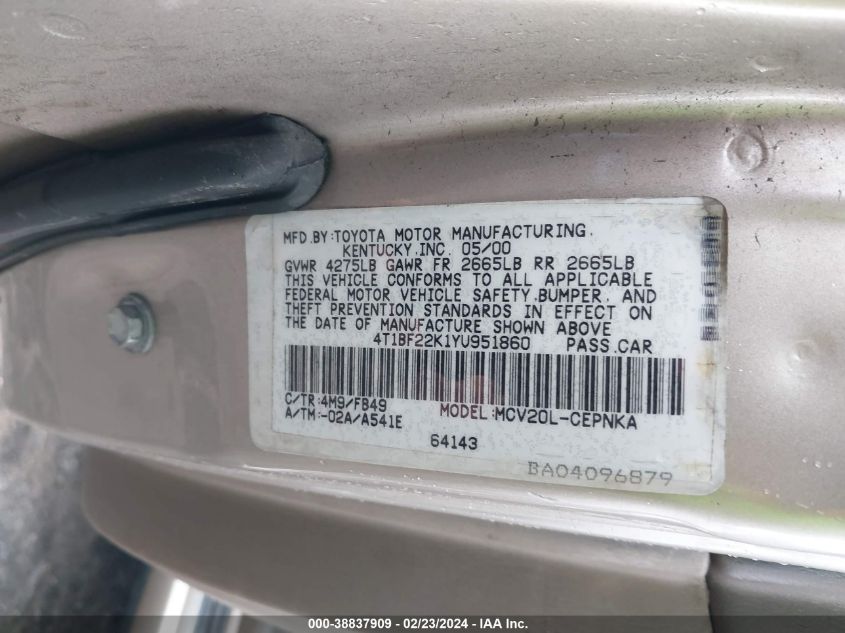 MFD.BY:TOYOTA MOTOR MANUFACTURING.
KENTUCKY.INC. 05/00
GVWR 4275LB GAWR FR 2665LB RR 2665LB
THIS VEHICLE CONFORMS TO ALL APPLICABLE
FEDERAL MOTOR VEHICLE SAFETY.BUMPER. AND
THEFT PREVENTION STANDARDS IN EFFECT ON
THE DATE OF MANUFACTURE SHOWN ABOVE
4T1BF22K1YU951860 PASS.CAR
C/TR:4M9/FB49 MODEL:MCV20L-CEPNKA
A/TM:-02A/A541E
64143
BA04096879
000-38837909 - 02/23/2024 - IAA Inc.